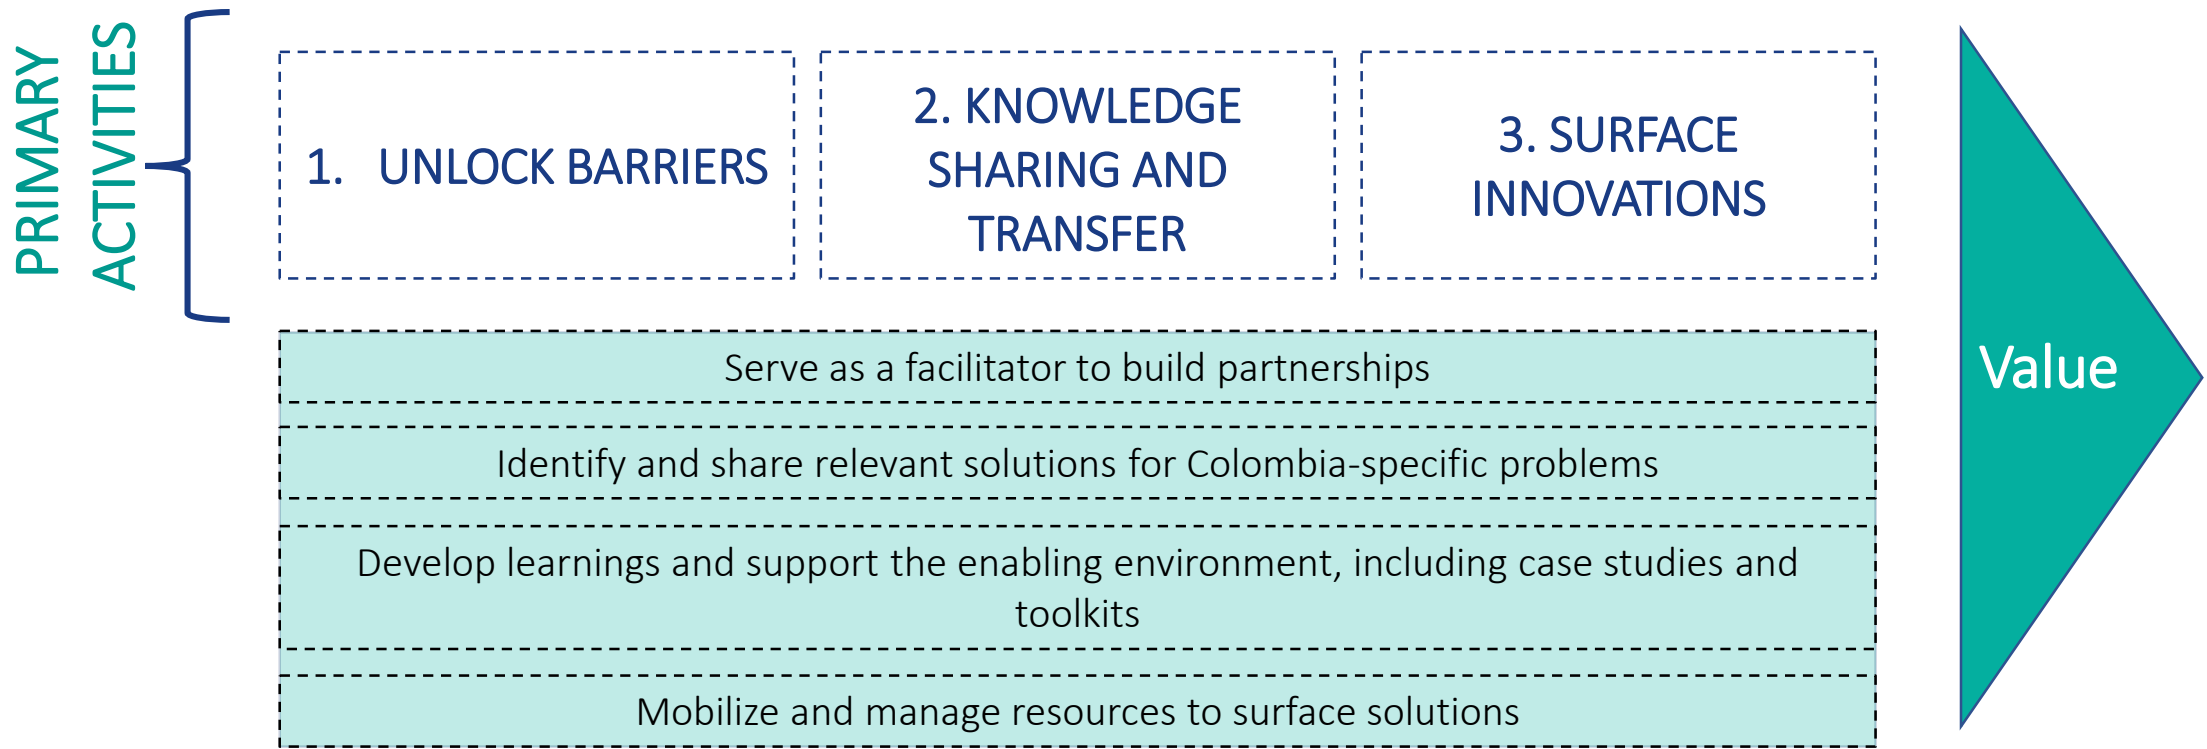 PRIMARY
ACTIVITIES
1. UNLOCK BARRIERS
2. KNOWLEDGE
SHARING AND
TRANSFER
3. SURFACE
INNOVATIONS
Serve as a facilitator to build partnerships
Identify and share relevant solutions for Colombia-specific problems
Develop learnings and support the enabling environment, including case studies and
toolkits
Mobilize and manage resources to surface solutions
Value